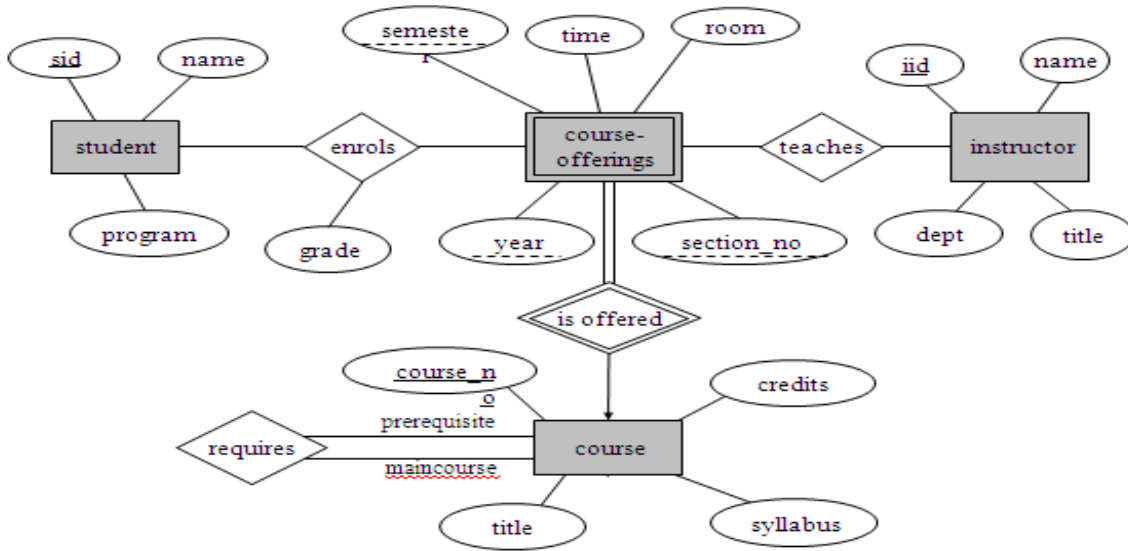 semeste
r
time
room
sid
name
iid
name
student
enrols
course-
offerings
teaches
instructor
program
grade
year
section_no
dept
title
is offered
course_n
o
credits
prerequisite
requires
course
maincourse
title
syllabus